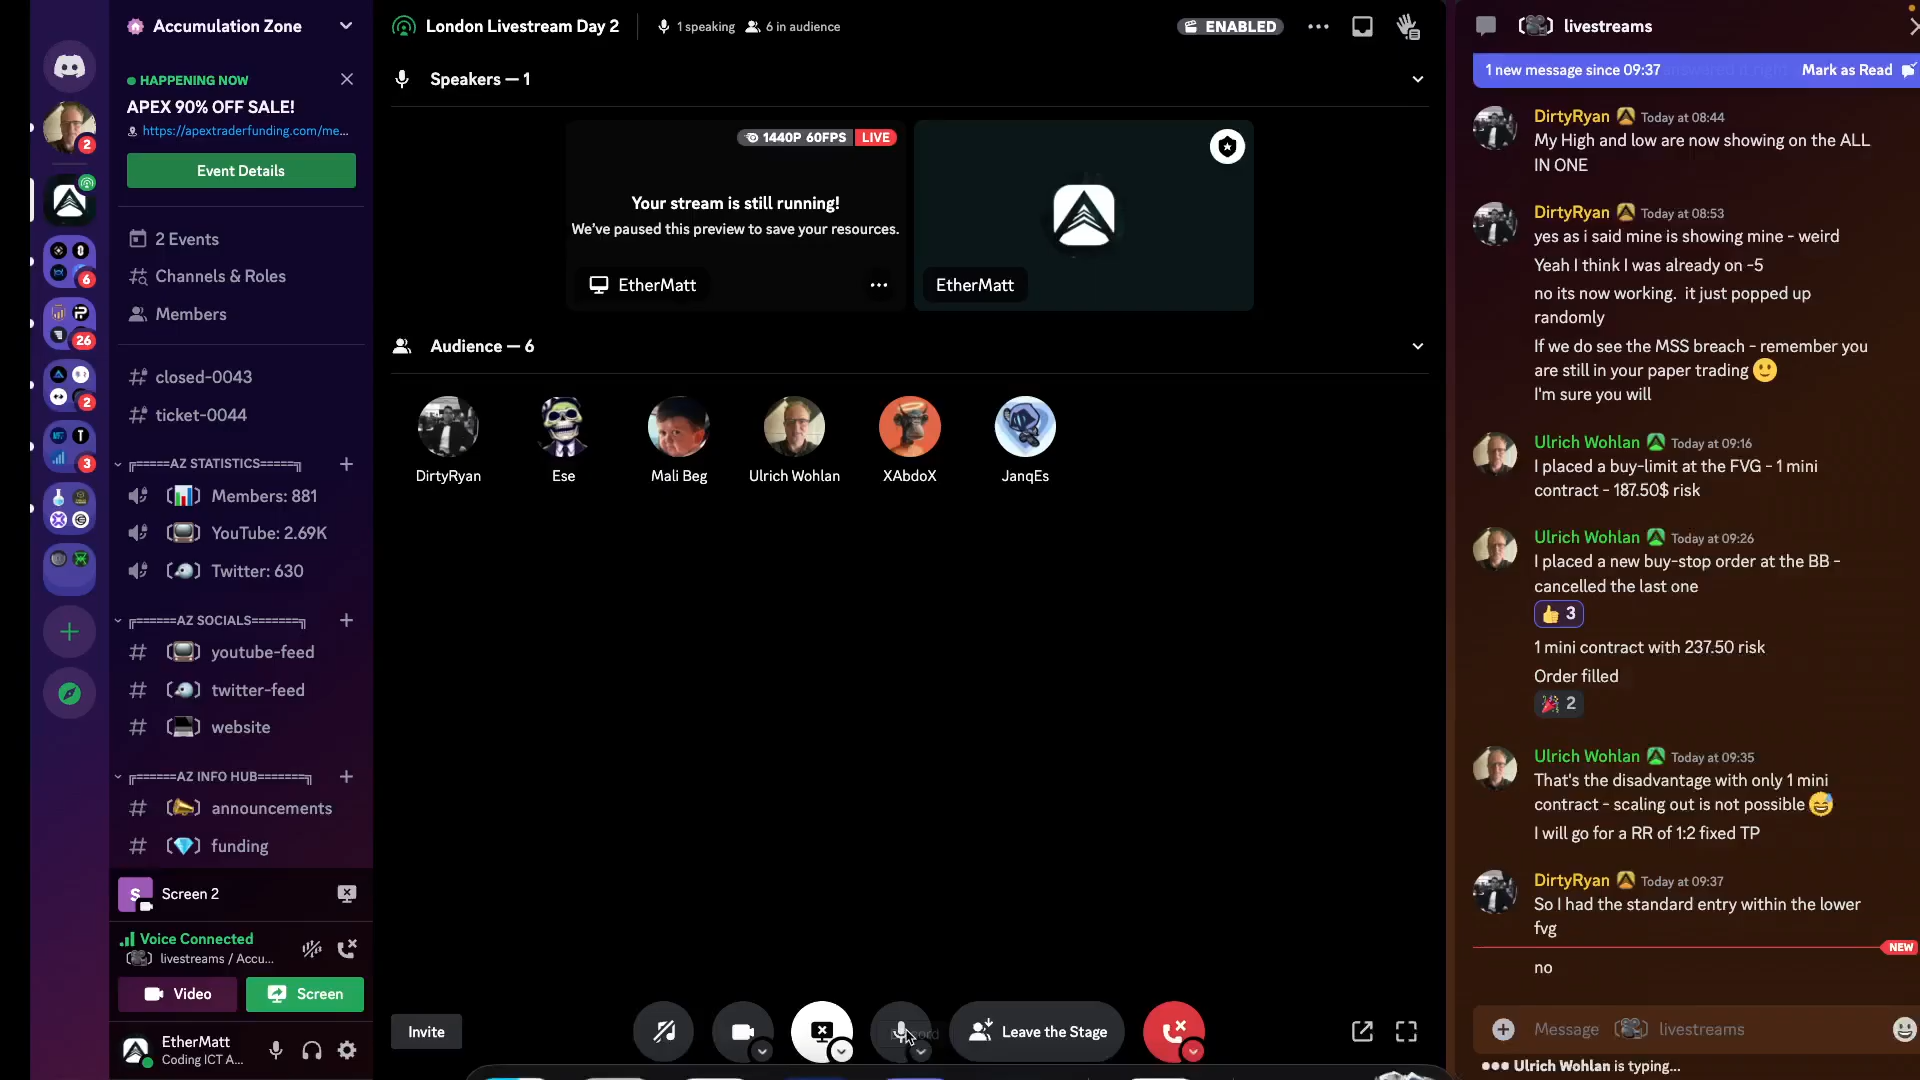 Accumulation Zone
HAPPENING NOW
APEX 90% OFF SALE!
https://apextraderfunding.com/me...
Event Details
2 Events
Channels & Roles
Members
closed-0043
ticket-0044
╔=====AZ STATISTICS=====╗
Members: 881
YouTube: 2.69K
Twitter: 630
╔======AZ SOCIALS=======╗
youtube-feed
twitter-feed
website
╔======AZ INFO HUB=======╗
announcements
funding
S
Screen 2
Voice Connected
livestreams / Accu...
Video
Screen
EtherMatt
Coding ICT A...
2
6
26
2
3
London Livestream Day 2
1 speaking
6 in audience
ENABLED
Speakers — 1
1440P 60FPS
LIVE
Your stream is still running!
We've paused this preview to save your resources.
EtherMatt
EtherMatt
Audience — 6
DirtyRyan
Ese
Mali Beg
Ulrich Wohlan
XAbdoX
JanqEs
Invite
Leave the Stage
livestreams
1 new message since 09:37
Mark as Read
DirtyRyan Today at 08:44
My High and low are now showing on the ALL
IN ONE
DirtyRyan Today at 08:53
yes as i said mine is showing mine - weird
Yeah I think I was already on -5
no its now working. it just popped up
randomly
If we do see the MSS breach - remember you
are still in your paper trading 🙂
I'm sure you will
Ulrich Wohlan Today at 09:16
I placed a buy-limit at the FVG - 1 mini
contract - 187.50$ risk
Ulrich Wohlan Today at 09:26
I placed a new buy-stop order at the BB -
cancelled the last one
👍 3
1 mini contract with 237.50 risk
Order filled
🎉 2
Ulrich Wohlan Today at 09:35
That's the disadvantage with only 1 mini
contract - scaling out is not possible 😅
I will go for a RR of 1:2 fixed TP
DirtyRyan Today at 09:37
So I had the standard entry within the lower
fvg
NEW
no
Message livestreams
Ulrich Wohlan is typing...